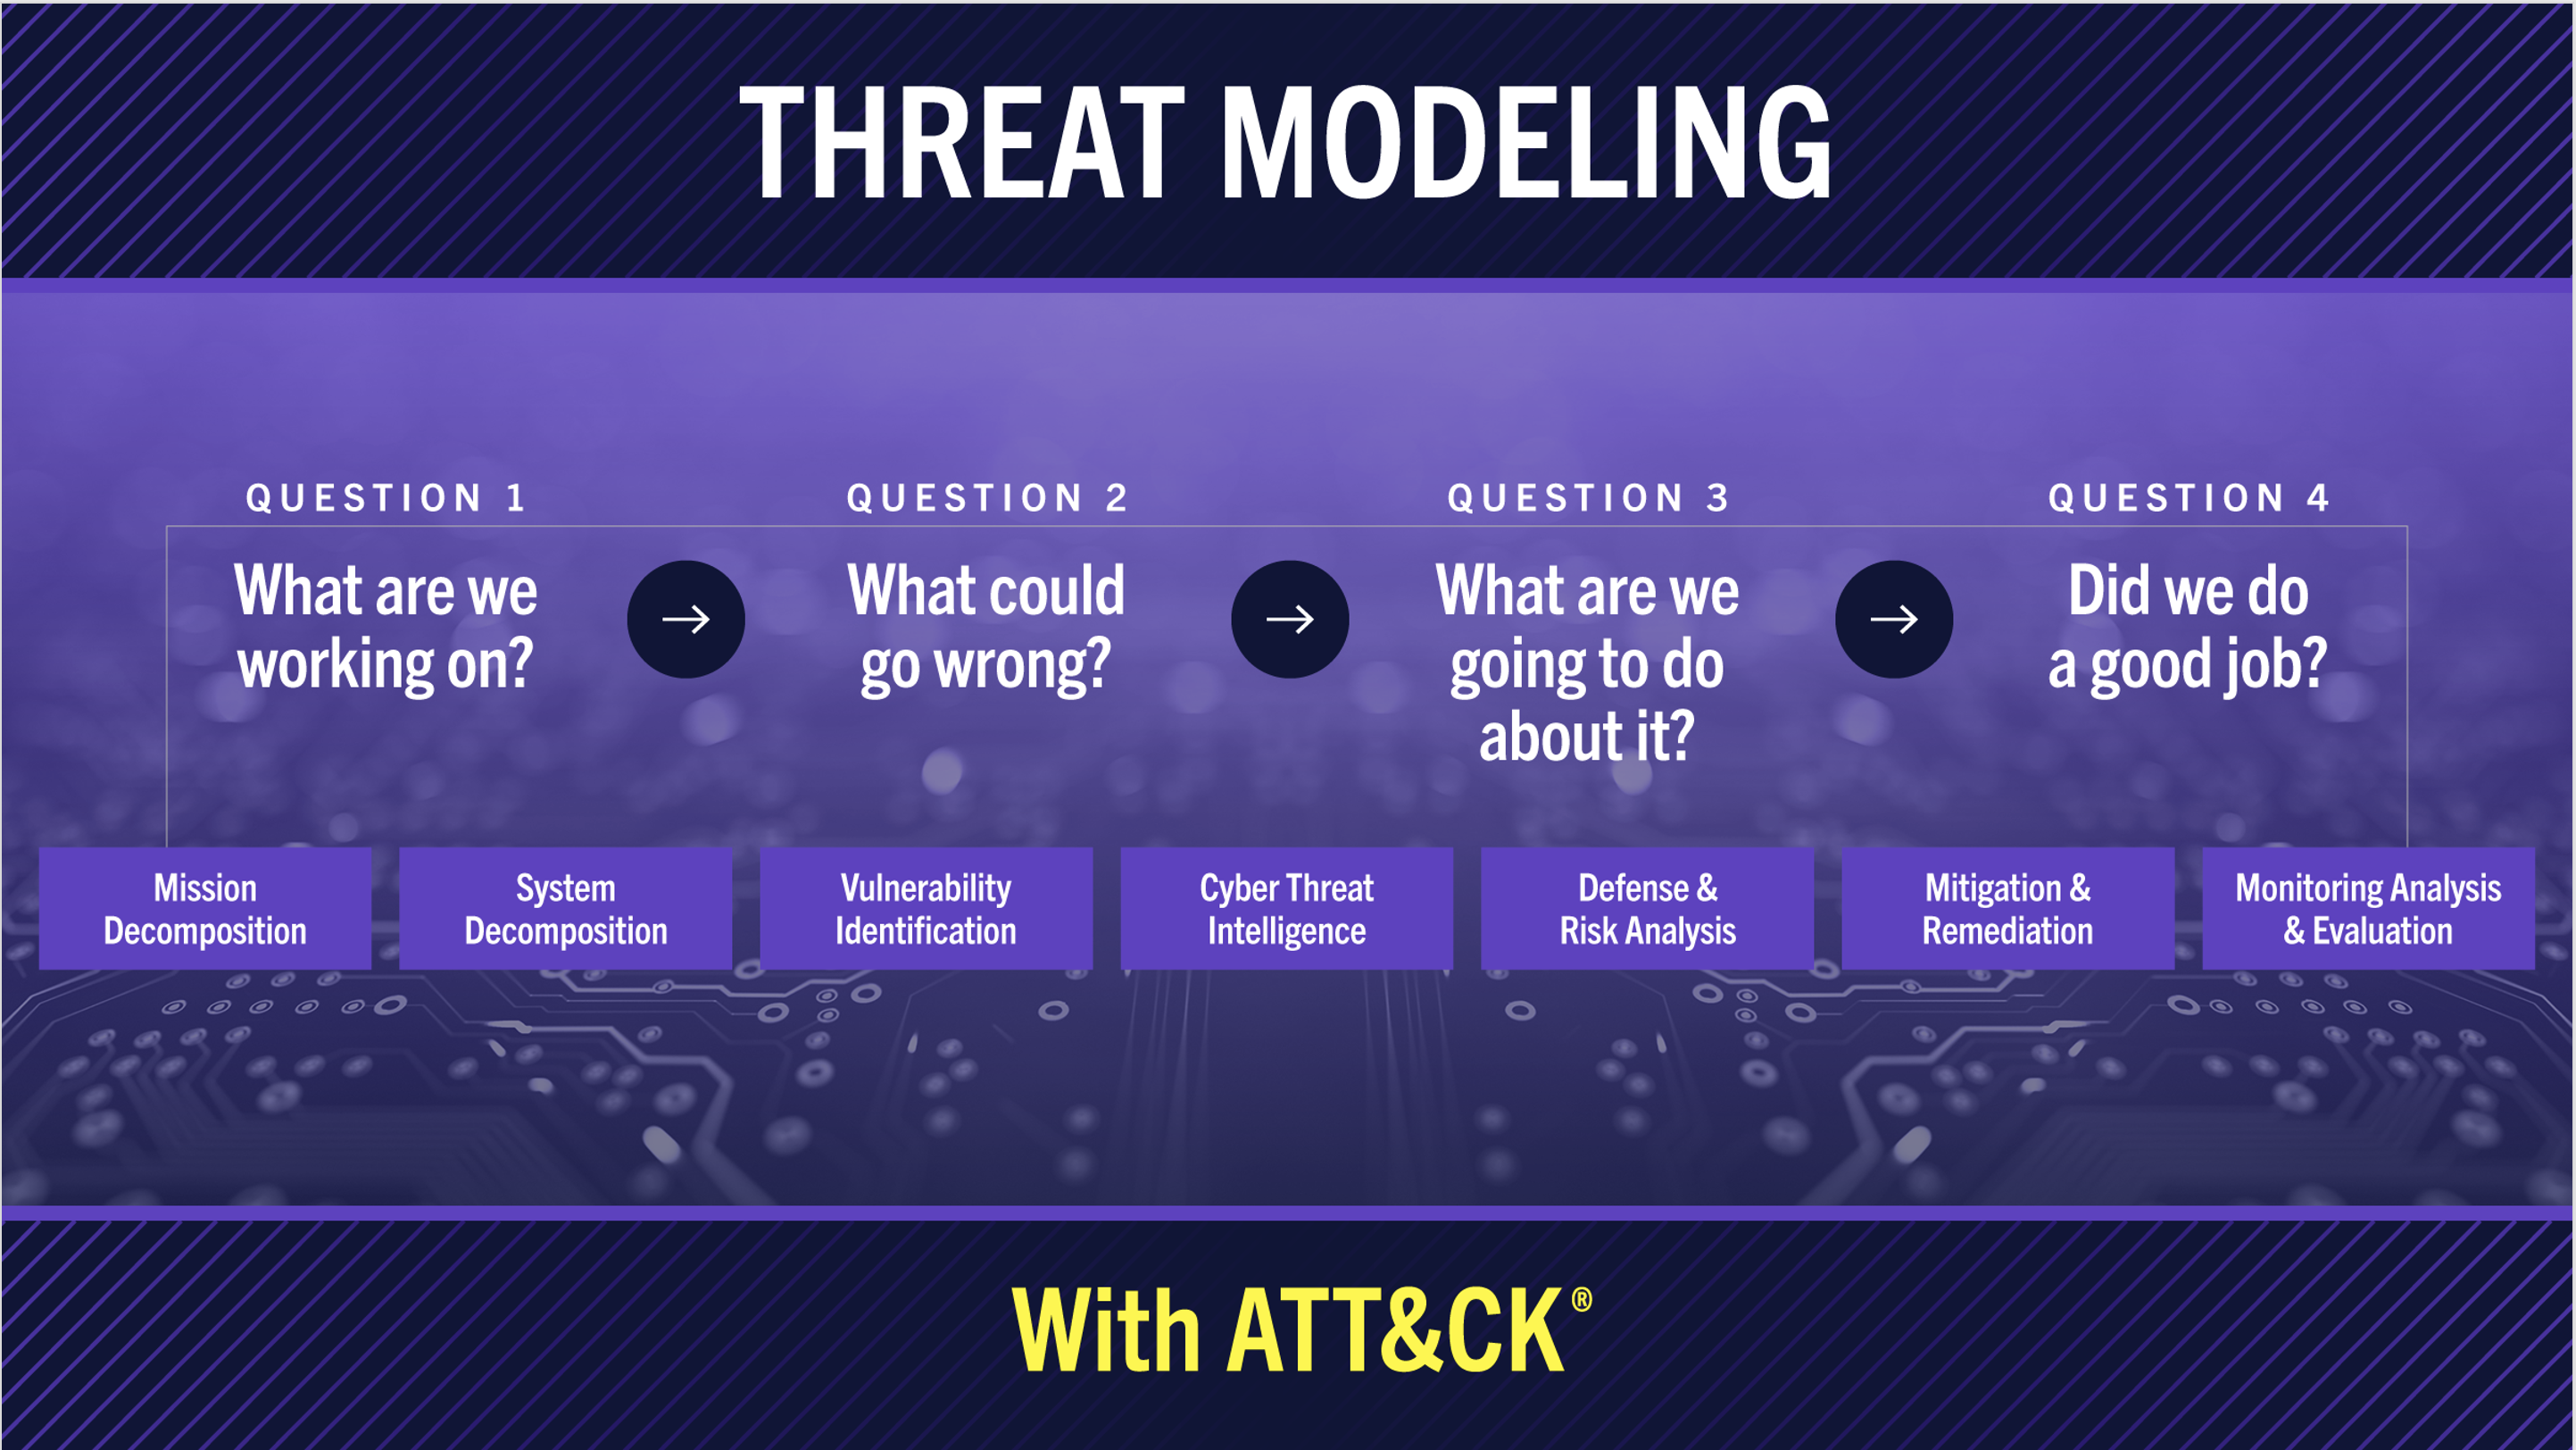 THREAT MODELING
QUESTION 1
What are we
working on?
→
QUESTION 2
What could
go wrong?
→
QUESTION 3
What are we
going to do
about it?
→
QUESTION 4
Did we do
a good job?
Mission
Decomposition
System
Decomposition
Vulnerability
Identification
Cyber Threat
Intelligence
Defense &
Risk Analysis
Mitigation &
Remediation
Monitoring Analysis
& Evaluation
With ATT&CK®